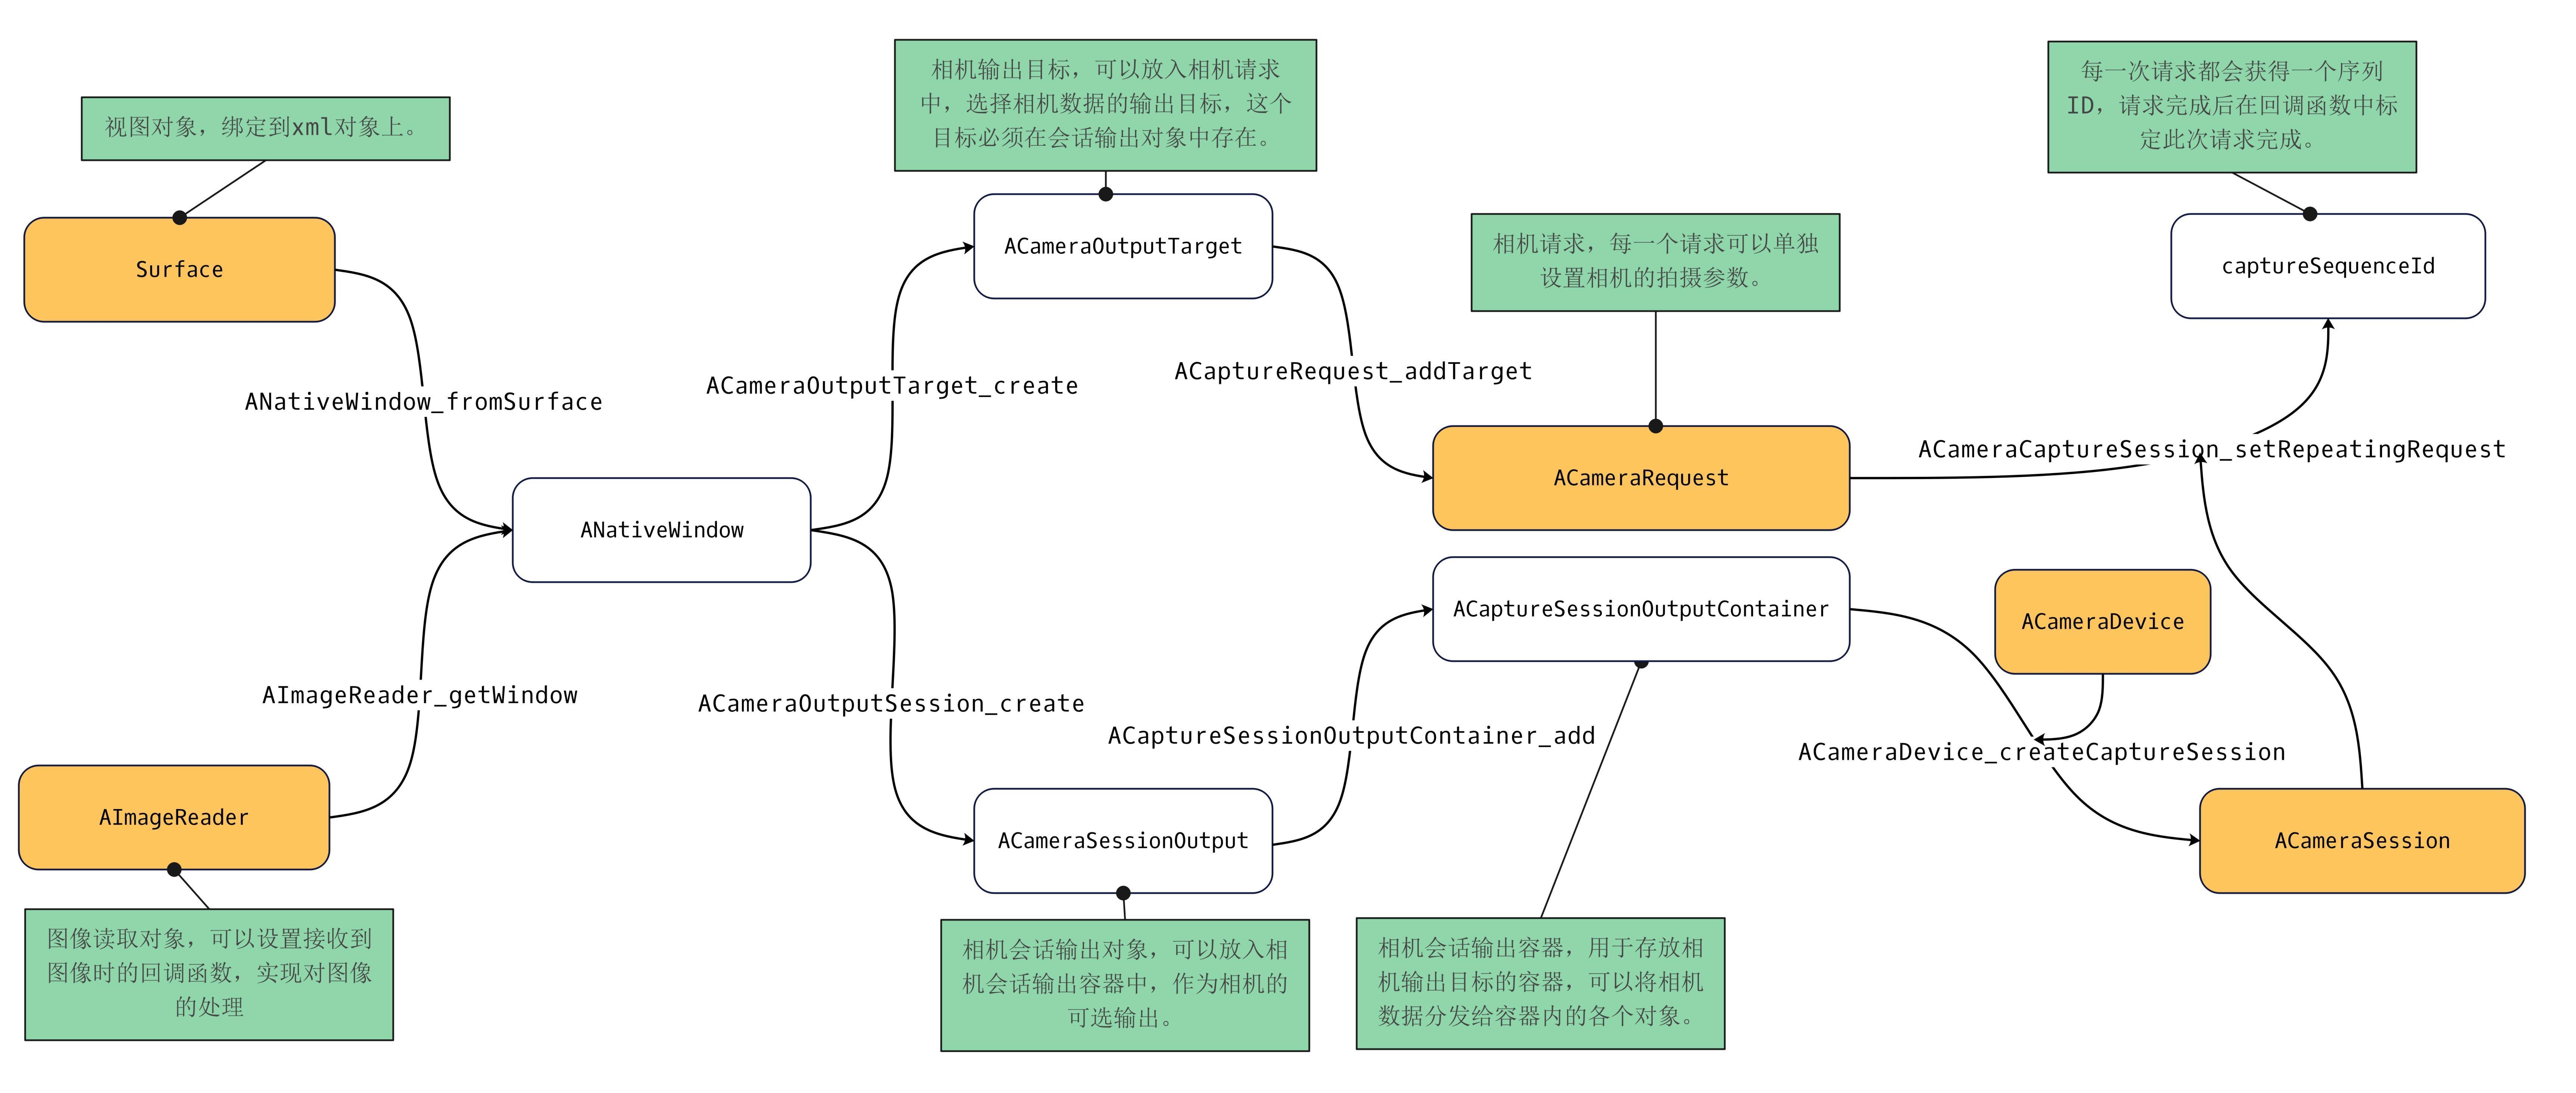 视图对象，绑定到xml对象上。
Surface
ANativeWindow_fromSurface
ANativeWindow
AImageReader_getWindow
AImageReader
图像读取对象，可以设置接收到
图像时的回调函数，实现对图像
的处理
相机输出目标，可以放入相机请求
中，选择相机数据的输出目标，这个
目标必须在会话输出对象中存在。
ACameraOutputTarget
ACameraOutputTarget_create
ACameraOutputSession_create
ACameraSessionOutput
相机会话输出对象，可以放入相
机会话输出容器中，作为相机的
可选输出。
ACaptureRequest_addTarget
相机请求，每一个请求可以单独
设置相机的拍摄参数。
ACameraRequest
ACaptureSessionOutputContainer
ACaptureSessionOutputContainer_add
相机会话输出容器，用于存放相
机输出目标的容器，可以将相机
数据分发给容器内的各个对象。
每一次请求都会获得一个序列
ID，请求完成后在回调函数中标
定此次请求完成。
captureSequenceId
ACameraCaptureSession_setRepeatingRequest
ACameraDevice
ACameraDevice_createCaptureSession
ACameraSession